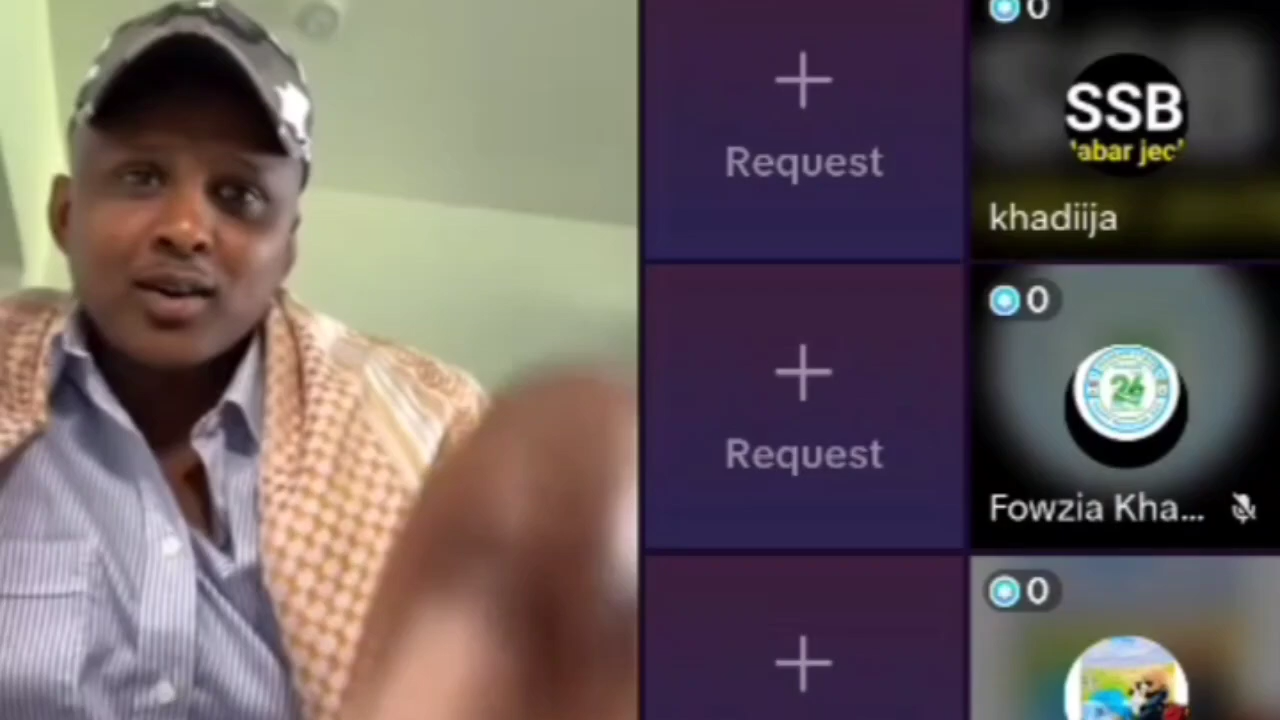 0
SSB
'abar jec'
Request
khadiija
0
26
Request
Fowzia Kha...
0